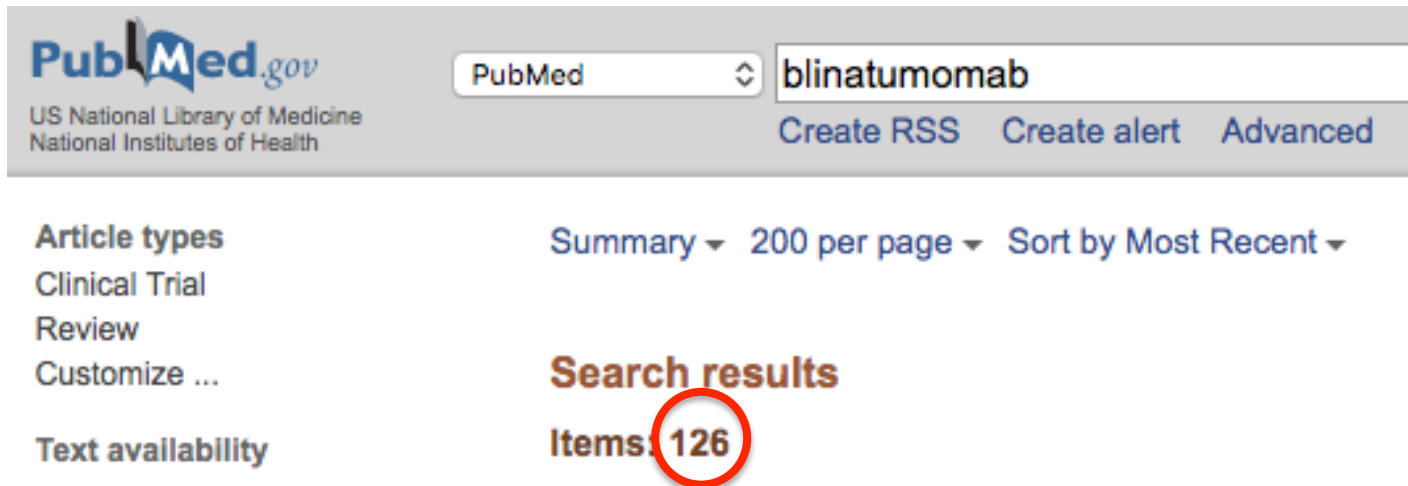 PubMed.gov
US National Library of Medicine
National Institutes of Health
PubMed
blinatumomab
Create RSS Create alert Advanced
Article types
Clinical Trial
Review
Customize ...
Text availability
Summary 200 per page Sort by Most Recent
Search results
Items: 126